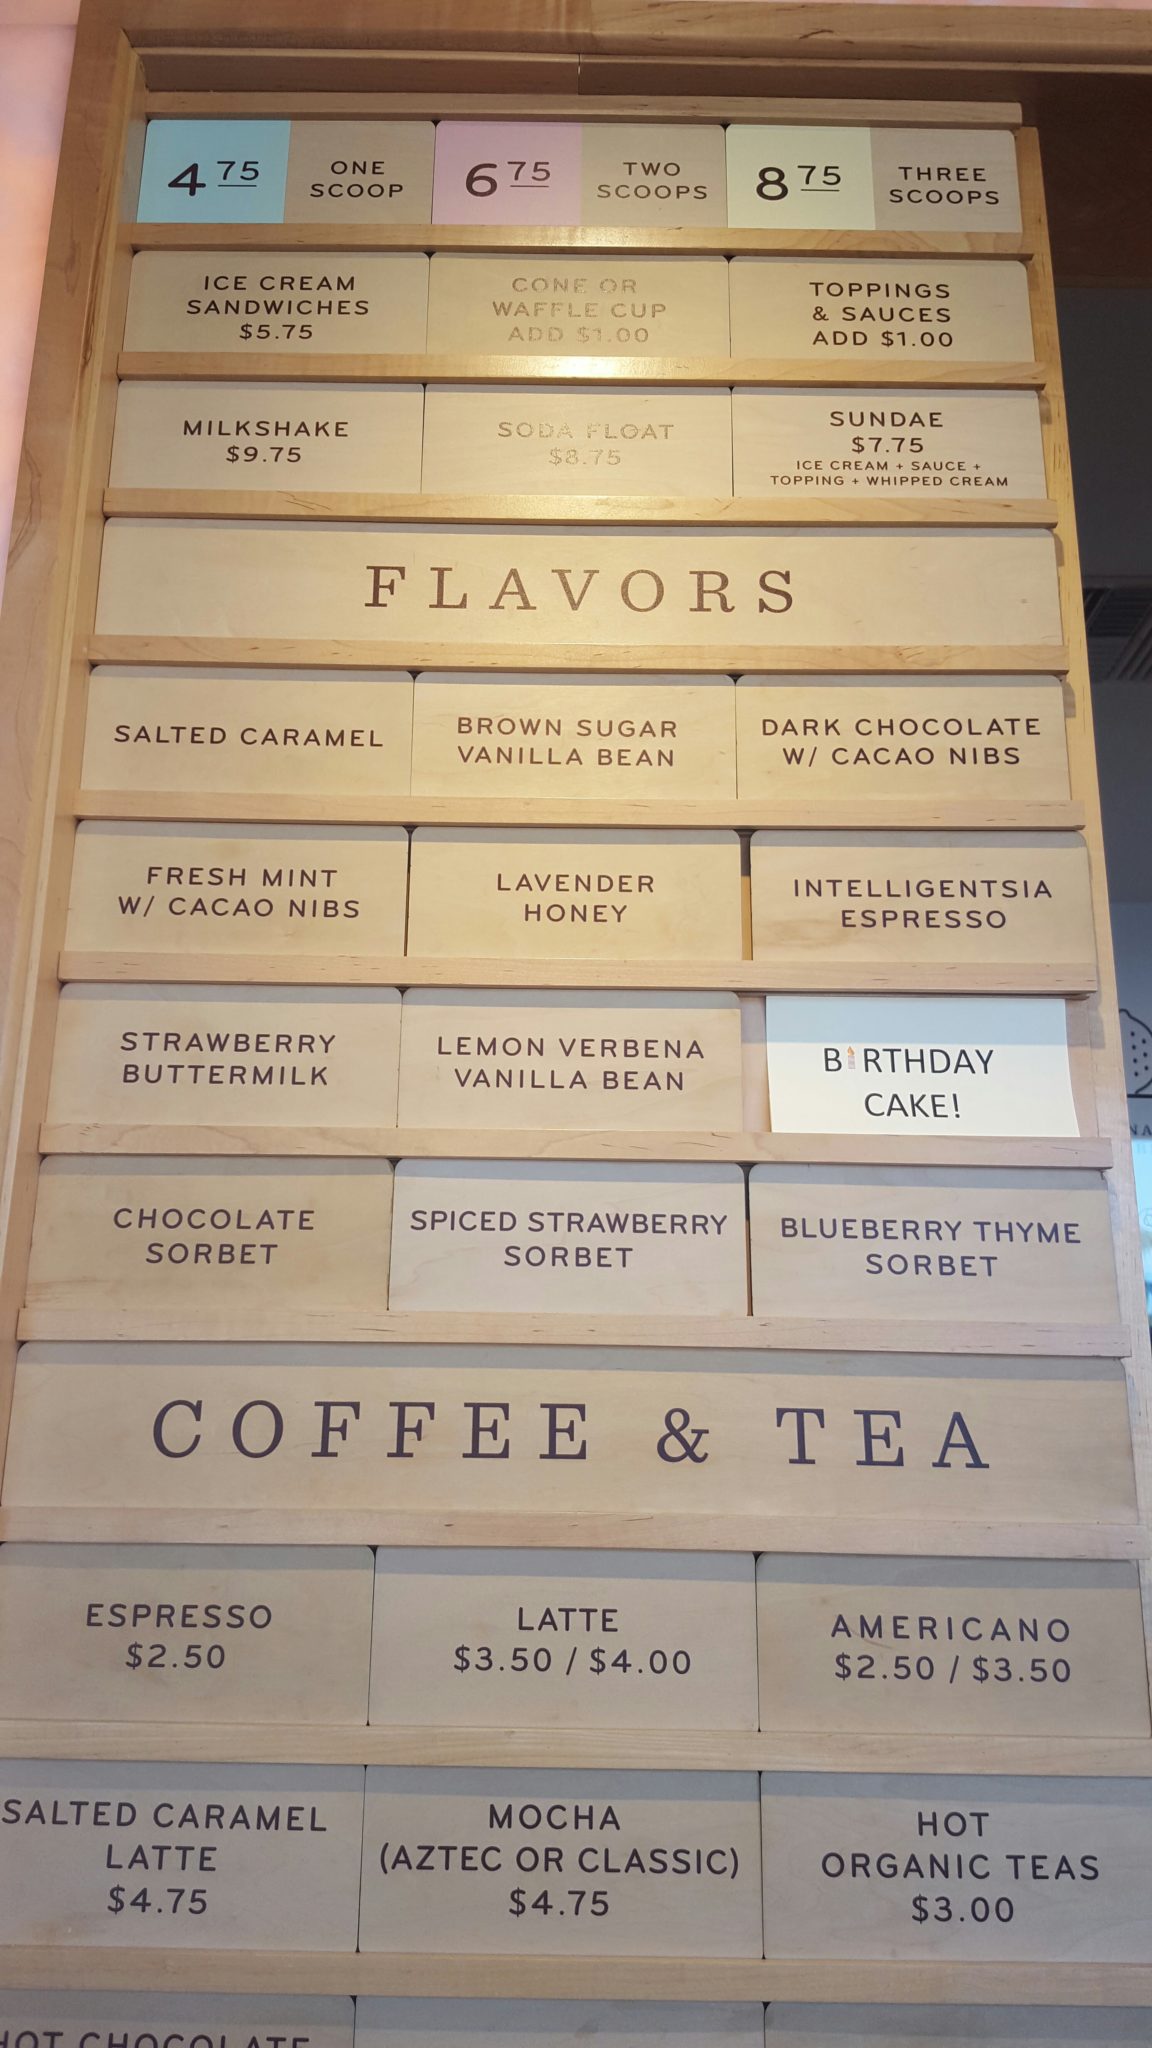 4 75 ONE SCOOP
6 75 TWO SCOOPS
8 75 THREE SCOOPS
ICE CREAM
SANDWICHES
$5.75
CONE OR
WAFFLE CUP
ADD $1.00
TOPPINGS
& SAUCES
ADD $1.00
MILKSHAKE
$9.75
SODA FLOAT
$8.75
SUNDAE
$7.75
ICE CREAM + SAUCE +
TOPPING + WHIPPED CREAM
FLAVORS
SALTED CARAMEL
BROWN SUGAR
VANILLA BEAN
DARK CHOCOLATE
W/ CACAO NIBS
FRESH MINT
W/ CACAO NIBS
LAVENDER
HONEY
INTELLIGENTSIA
ESPRESSO
STRAWBERRY
BUTTERMILK
LEMON VERBENA
VANILLA BEAN
BIRTHDAY
CAKE!
CHOCOLATE
SORBET
SPICED STRAWBERRY
SORBET
BLUEBERRY THYME
SORBET
COFFEE & TEA
ESPRESSO
$2.50
LATTE
$3.50 / $4.00
AMERICANO
$2.50 / $3.50
SALTED CARAMEL
LATTE
$4.75
MOCHA
(AZTEC OR CLASSIC)
$4.75
HOT
ORGANIC TEAS
$3.00
HOT CHOCOLATE